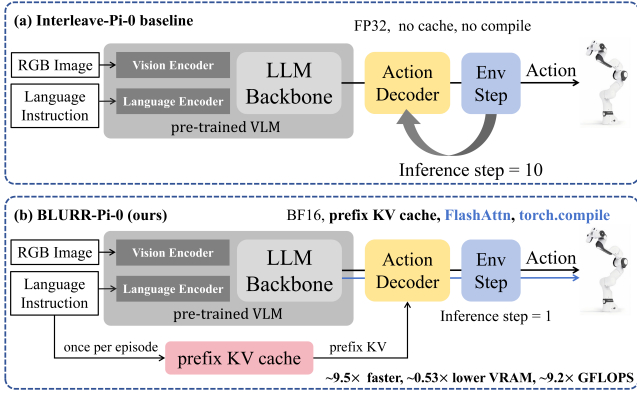 (a) Interleave-Pi-0 baseline
FP32, no cache, no compile
RGB Image
Vision Encoder
LLM
Backbone
Action
Decoder
Env
Step
Action
Language
Instruction
Language Encoder
pre-trained VLM
Inference step = 10
(b) BLURR-Pi-0 (ours)
BF16, prefix KV cache, FlashAttn, torch.compile
RGB Image
Vision Encoder
LLM
Backbone
Action
Decoder
Env
Step
Action
Language
Instruction
Language Encoder
pre-trained VLM
Inference step = 1
once per episode
prefix KV cache
prefix KV
~9.5× faster, ~0.53× lower VRAM, ~9.2× GFLOPS